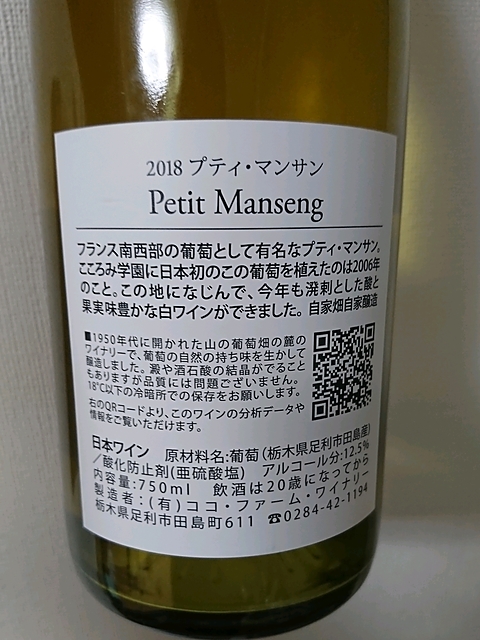 2018 プティ・マンサン
Petit Manseng
フランス南西部の葡萄として有名なプティ・マンサン。
こころみ学園に日本初のこの葡萄を植えたのは2006年
のこと。この地になじんで、今年も溌剌とした酸と
果実味豊かな白ワインができました。自家畑自家醸造
■1950年代に開かれた山の葡萄畑の麓の
ワイナリーで、葡萄の自然の持ち味を生かして
醸造しました。澱や酒石酸の結晶がでること
もありますが品質には問題ございません。
18℃以下の冷暗所での保存をお願いします。
右のQRコードより、このワインの分析データや
情報をご覧いただけます。
日本ワイン 原材料名:葡萄(栃木県足利市田島産)
/酸化防止剤(亜硫酸塩) アルコール分:12.5%
内容量:750ml 飲酒は20歳になってから
製造者:(有)ココ・ファーム・ワイナリー
栃木県足利市田島町611 ☎0284-42-1194